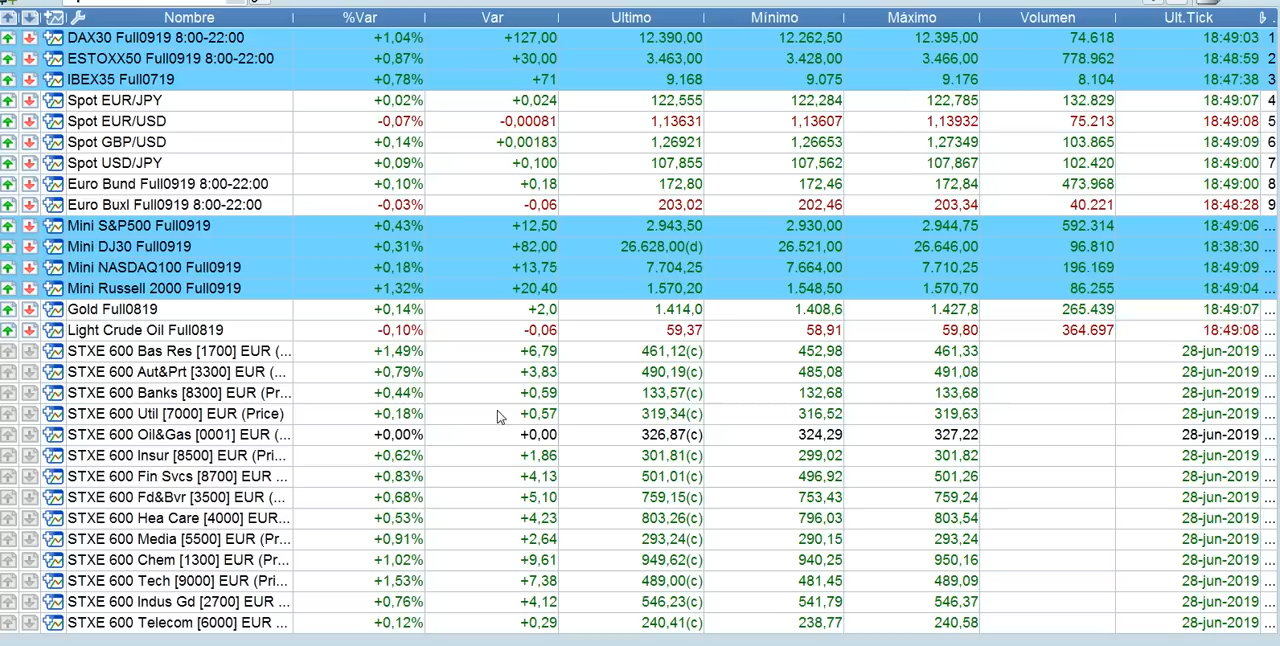 Nombre %Var Var Ultimo Mínimo Máximo Volumen Ult.Tick
DAX30 Full0919 8:00-22:00 +1,04% +127,00 12.390,00 12.262,50 12.395,00 74.618 18:49:03 1
ESTOXX50 Full0919 8:00-22:00 +0,87% +30,00 3.463,00 3.428,00 3.466,00 778.962 18:48:59 2
IBEX35 Full0719 +0,78% +71 9.168 9.075 9.176 8.104 18:47:38 3
Spot EUR/JPY +0,02% +0,024 122,555 122,284 122,785 132.829 18:49:07 4
Spot EUR/USD -0,07% -0,00081 1,13631 1,13607 1,13932 75.213 18:49:08 5
Spot GBP/USD +0,14% +0,00183 1,26921 1,26653 1,27349 103.865 18:49:09 6
Spot USD/JPY +0,09% +0,100 107,855 107,562 107,867 102.420 18:49:00 7
Euro Bund Full0919 8:00-22:00 +0,10% +0,18 172,80 172,46 172,84 473.968 18:49:00 8
Euro Buxl Full0919 8:00-22:00 -0,03% -0,06 203,02 202,46 203,34 40.221 18:48:28 9
Mini S&P500 Full0919 +0,43% +12,50 2.943,50 2.930,00 2.944,75 592.314 18:49:06 ...
Mini DJ30 Full0919 +0,31% +82,00 26.628,00(d) 26.521,00 26.646,00 96.810 18:38:30 ...
Mini NASDAQ100 Full0919 +0,18% +13,75 7.704,25 7.664,00 7.710,25 196.169 18:49:09 ...
Mini Russell 2000 Full0919 +1,32% +20,40 1.570,20 1.548,50 1.570,70 86.255 18:49:04 ...
Gold Full0819 +0,14% +2,0 1.414,0 1.408,6 1.427,8 265.439 18:49:07 ...
Light Crude Oil Full0819 -0,10% -0,06 59,37 58,91 59,80 364.697 18:49:08 ...
STXE 600 Bas Res [1700] EUR (... +1,49% +6,79 461,12(c) 452,98 461,33 28-jun-2019 ...
STXE 600 Aut&Prt [3300] EUR (... +0,79% +3,83 490,19(c) 485,08 491,08 28-jun-2019 ...
STXE 600 Banks [8300] EUR (Pr... +0,44% +0,59 133,57(c) 132,68 133,68 28-jun-2019 ...
STXE 600 Util [7000] EUR (Price) +0,18% +0,57 319,34(c) 316,52 319,63 28-jun-2019 ...
STXE 600 Oil&Gas [0001] EUR (... +0,00% +0,00 326,87(c) 324,29 327,22 28-jun-2019 ...
STXE 600 Insur [8500] EUR (Pri... +0,62% +1,86 301,81(c) 299,02 301,82 28-jun-2019 ...
STXE 600 Fin Svcs [8700] EUR ... +0,83% +4,13 501,01(c) 496,92 501,26 28-jun-2019 ...
STXE 600 Fd&Bvr [3500] EUR (... +0,68% +5,10 759,15(c) 753,43 759,24 28-jun-2019 ...
STXE 600 Hea Care [4000] EUR... +0,53% +4,23 803,26(c) 796,03 803,54 28-jun-2019 ...
STXE 600 Media [5500] EUR (Pr... +0,91% +2,64 293,24(c) 290,15 293,24 28-jun-2019 ...
STXE 600 Chem [1300] EUR (Pr... +1,02% +9,61 949,62(c) 940,25 950,16 28-jun-2019 ...
STXE 600 Tech [9000] EUR (Pri... +1,53% +7,38 489,00(c) 481,45 489,09 28-jun-2019 ...
STXE 600 Indus Gd [2700] EUR ... +0,76% +4,12 546,23(c) 541,79 546,37 28-jun-2019 ...
STXE 600 Telecom [6000] EUR ... +0,12% +0,29 240,41(c) 238,77 240,58 28-jun-2019 ...